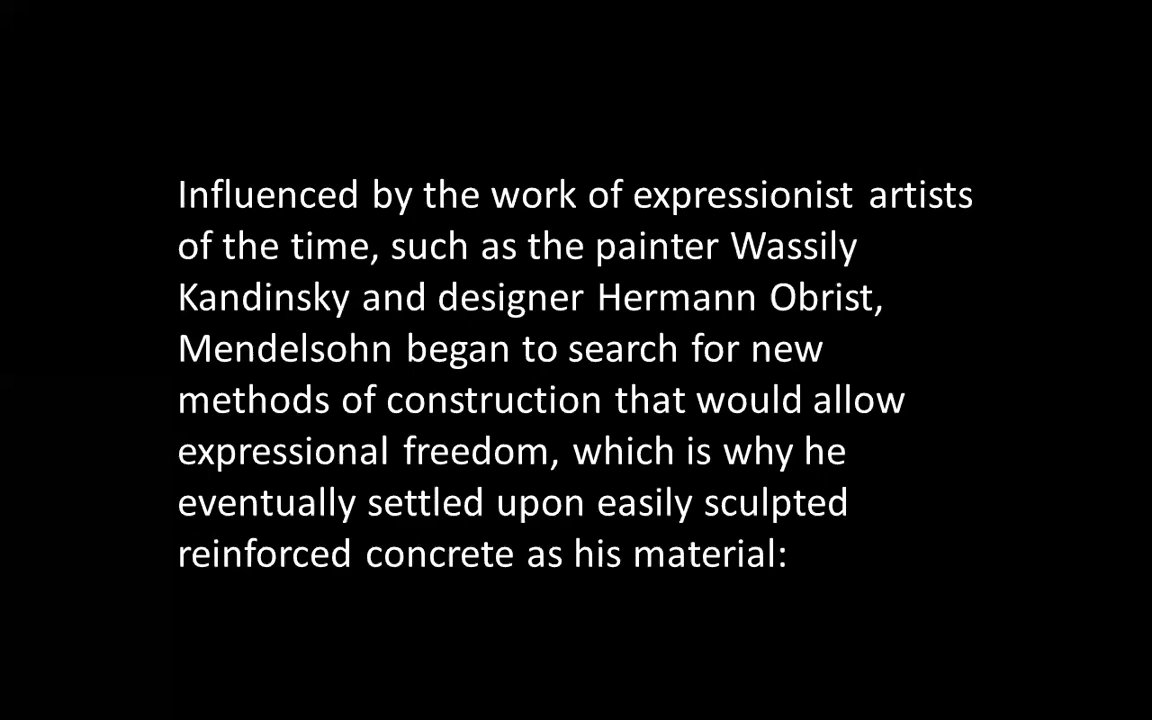 Influenced by the work of expressionist artists
of the time, such as the painter Wassily
Kandinsky and designer Hermann Obrist,
Mendelsohn began to search for new
methods of construction that would allow
expressional freedom, which is why he
eventually settled upon easily sculpted
reinforced concrete as his material: